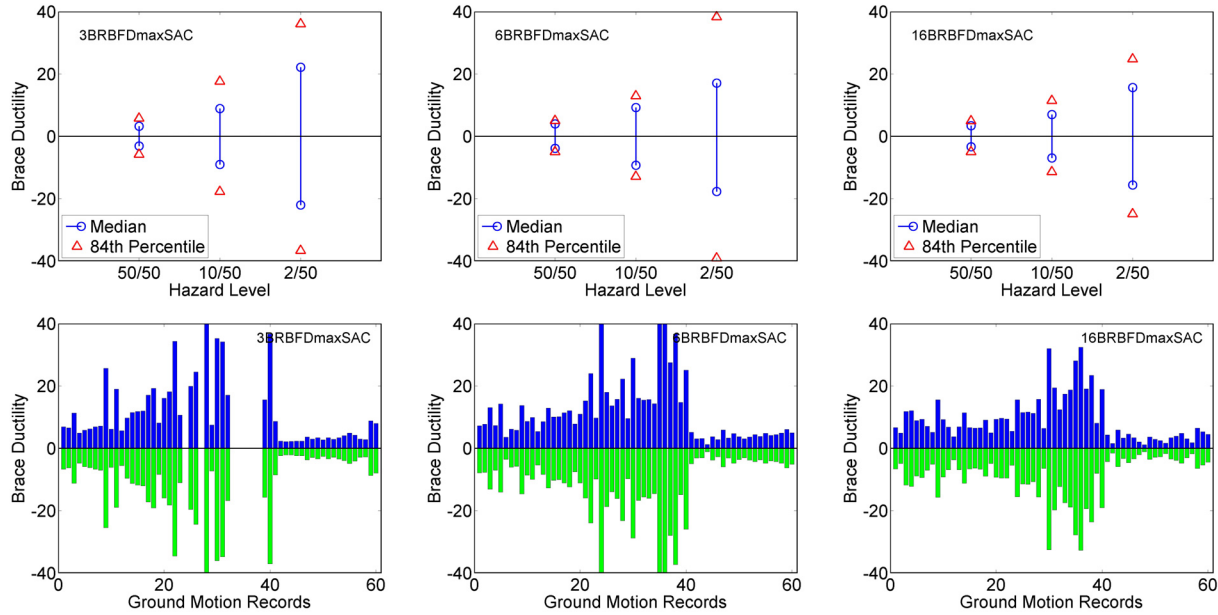 40
20
0
-20
-40
Brace Ductility
3BRBFDmaxSAC
Median
84th Percentile
50/50 10/50 2/50
Hazard Level
40
20
0
-20
-40
Brace Ductility
6BRBFDmaxSAC
Median
84th Percentile
50/50 10/50 2/50
Hazard Level
40
20
0
-20
-40
Brace Ductility
16BRBFDmaxSAC
Median
84th Percentile
50/50 10/50 2/50
Hazard Level
40
20
0
-20
-40
Brace Ductility
3BRBFDmaxSAC
0 20 40 60
Ground Motion Records
40
20
0
-20
-40
Brace Ductility
6BRBFDmaxSAC
0 20 40 60
Ground Motion Records
40
20
0
-20
-40
Brace Ductility
16BRBFDmaxSAC
0 20 40 60
Ground Motion Records